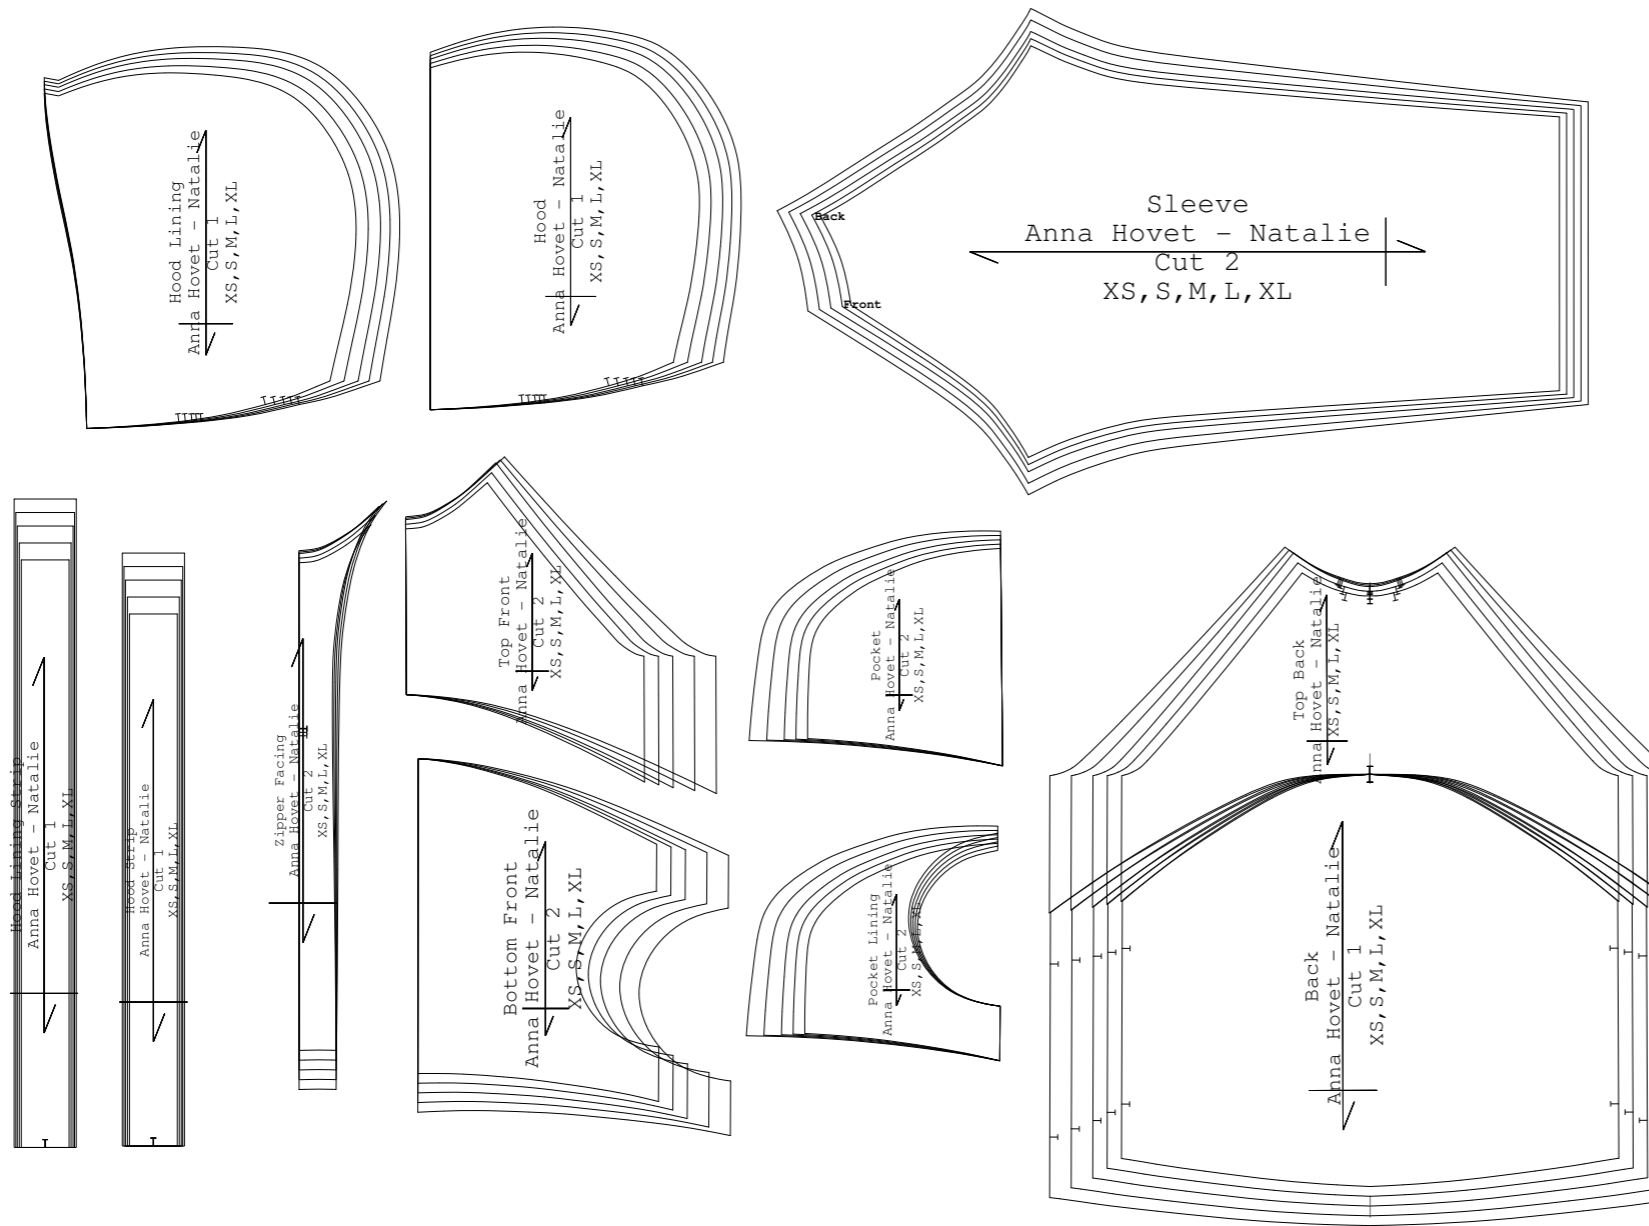 Hood Lining
Anna Hovet - Natalie
Cut 1
XS,S,M,L,XL
Hood
Anna Hovet - Natalie
Cut 1
XS,S,M,L,XL
Back
Front
Sleeve
Anna Hovet - Natalie
Cut 2
XS,S,M,L,XL
Hood Lining Strip
Anna Hovet - Natalie
Cut 1
XS,S,M,L,XL
Hood Strip
Anna Hovet - Natalie
Cut 1
XS,S,M,L,XL
Zipper Facing
Anna Hovet - Natalie
Cut 2
XS,S,M,L,XL
Top Front
Anna Hovet - Natalie
Cut 2
XS,S,M,L,XL
Bottom Front
Anna Hovet - Natalie
Cut 2
XS,S,M,L,XL
Pocket
Anna Hovet - Natalie
Cut 2
XS,S,M,L,XL
Pocket Lining
Anna Hovet - Natalie
Cut 2
XS,S,M,L,XL
Top Back
Anna Hovet - Natalie
XS,S,M,L,XL
Back
Anna Hovet - Natalie
Cut 1
XS,S,M,L,XL